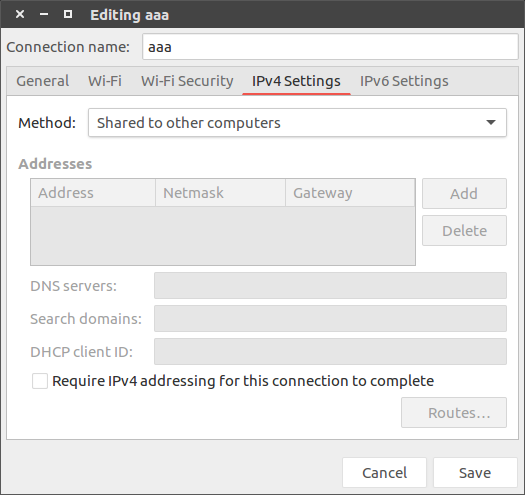 Editing aaa
Connection name: aaa
General Wi-Fi Wi-Fi Security IPv4 Settings IPv6 Settings
Method: Shared to other computers
Addresses
Address Netmask Gateway
Add
Delete
DNS servers:
Search domains:
DHCP client ID:
Require IPv4 addressing for this connection to complete
Routes...
Cancel Save